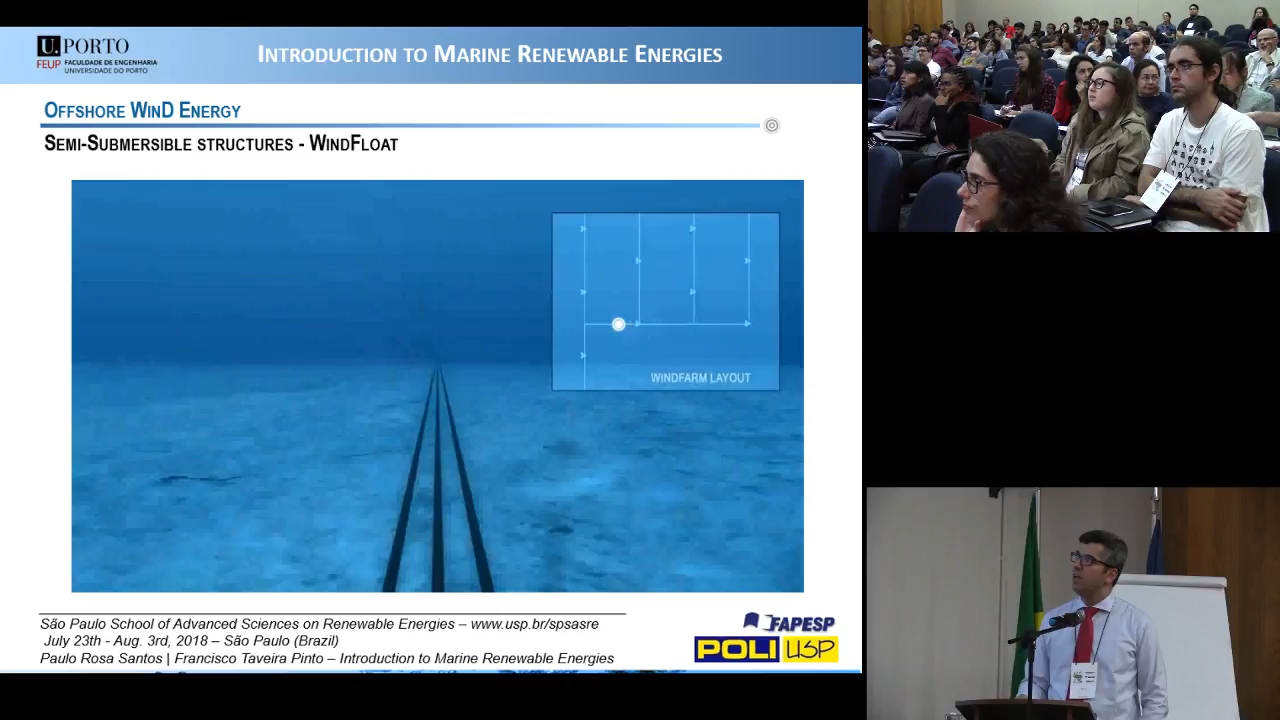 U. PORTO
FEUP FACULDADE DE ENGENHARIA
UNIVERSIDADE DO PORTO
INTRODUCTION TO MARINE RENEWABLE ENERGIES
OFFSHORE WIND ENERGY
SEMI-SUBMERSIBLE STRUCTURES - WINDFLOAT
WINDFARM LAYOUT
São Paulo School of Advanced Sciences on Renewable Energies – www.usp.br/spsasre
July 23th - Aug. 3rd, 2018 – São Paulo (Brazil)
Paulo Rosa Santos | Francisco Taveira Pinto – Introduction to Marine Renewable Energies
FAPESP
POLI USP